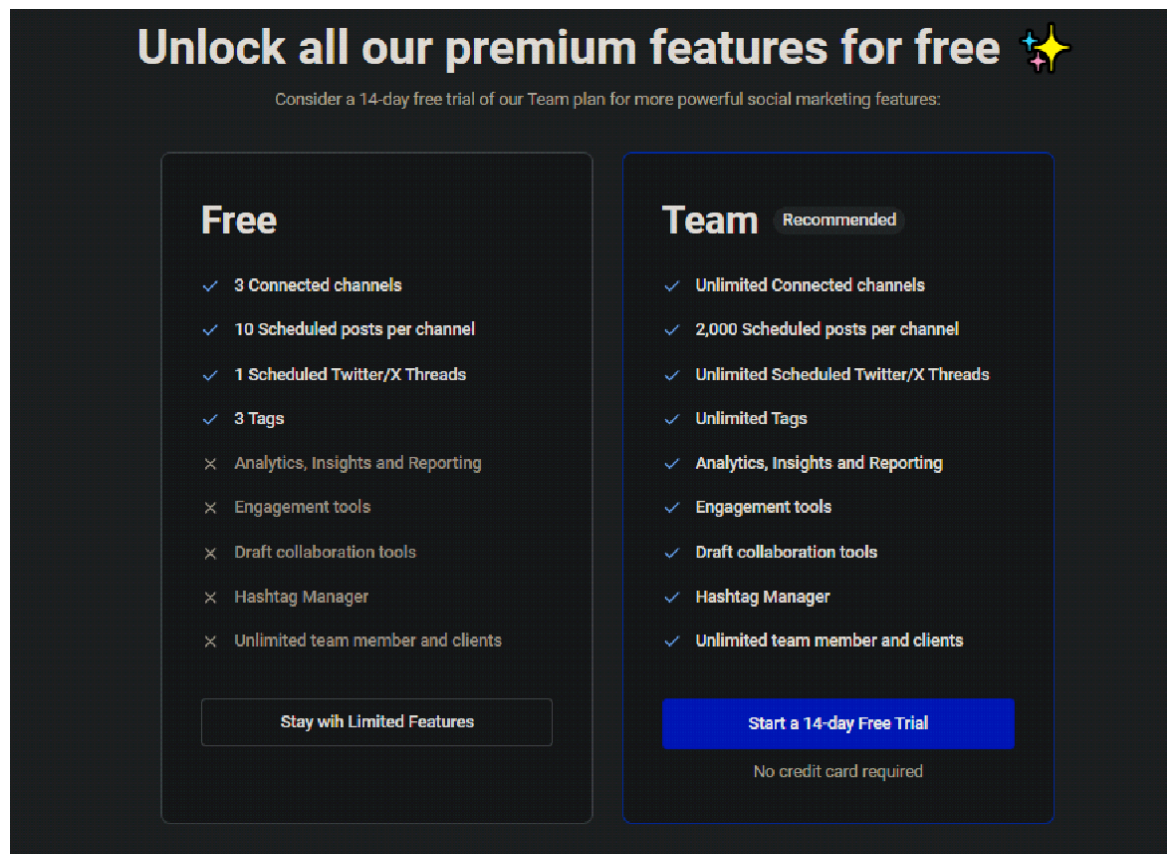 Unlock all our premium features for free
Consider a 14-day free trial of our Team plan for more powerful social marketing features:
Free
3 Connected channels
10 Scheduled posts per channel
1 Scheduled Twitter/X Threads
3 Tags
Analytics, Insights and Reporting
Engagement tools
Draft collaboration tools
Hashtag Manager
Unlimited team member and clients
Stay wih Limited Features
Team Recommended
Unlimited Connected channels
2,000 Scheduled posts per channel
Unlimited Scheduled Twitter/X Threads
Unlimited Tags
Analytics, Insights and Reporting
Engagement tools
Draft collaboration tools
Hashtag Manager
Unlimited team member and clients
Start a 14-day Free Trial
No credit card required